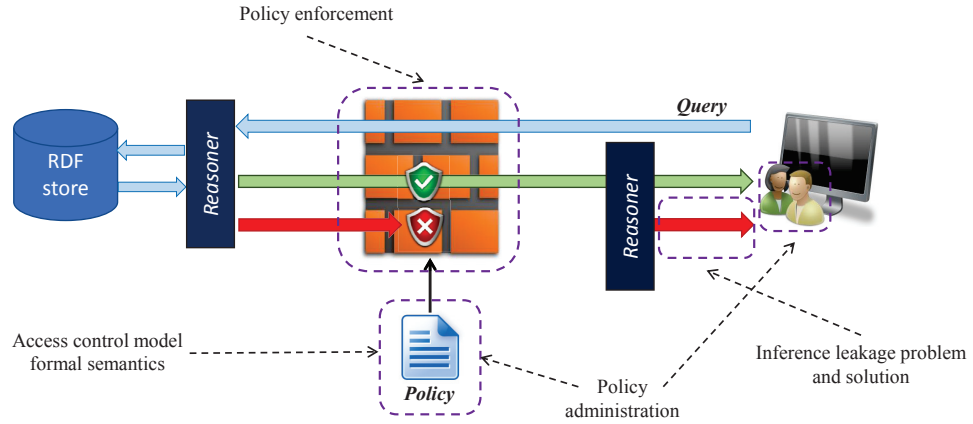 Policy enforcement
Query
RDF
store
Reasoner
Reasoner
Policy
Access control model
formal semantics
Policy
administration
Inference leakage problem
and solution